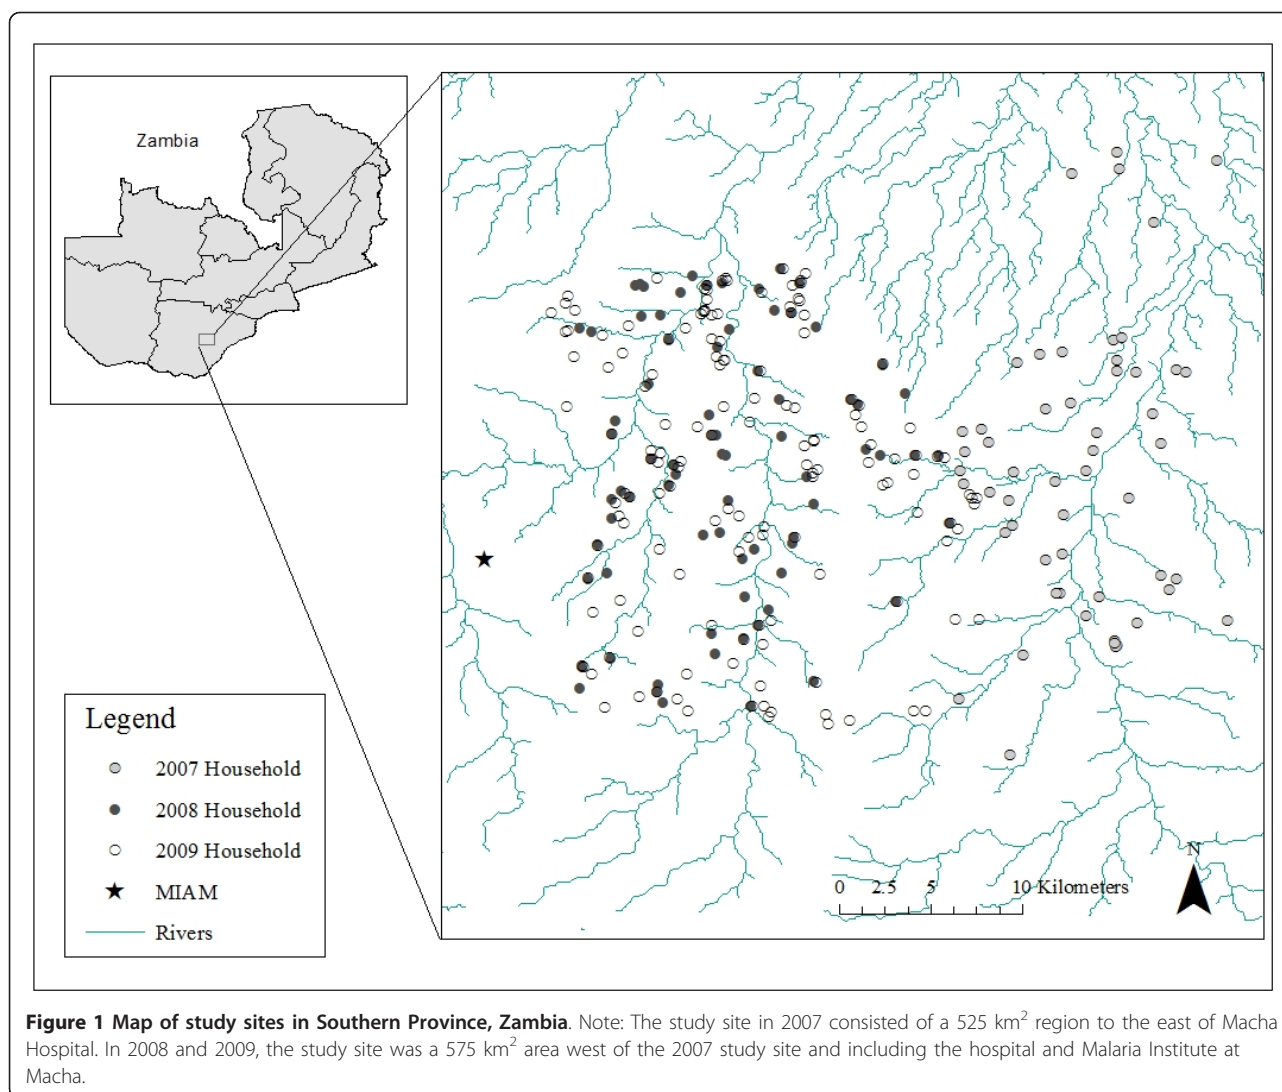 Zambia
Legend
2007 Household
2008 Household
2009 Household
MIAM
Rivers
N
0 2.5 5 10 Kilometers
Figure 1 Map of study sites in Southern Province, Zambia. Note: The study site in 2007 consisted of a 525 km² region to the east of Macha
Hospital. In 2008 and 2009, the study site was a 575 km² area west of the 2007 study site and including the hospital and Malaria Institute at
Macha.